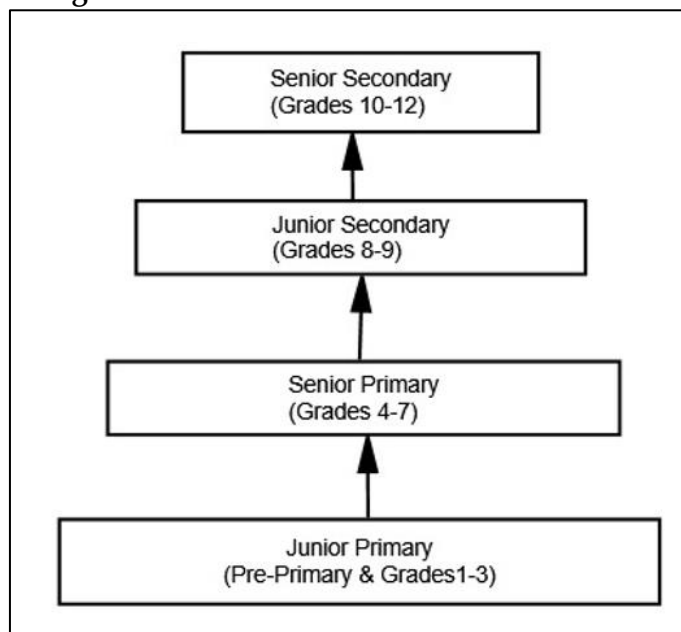 Senior Secondary
(Grades 10-12)
Junior Secondary
(Grades 8-9)
Senior Primary
(Grades 4-7)
Junior Primary
(Pre-Primary & Grades1-3)